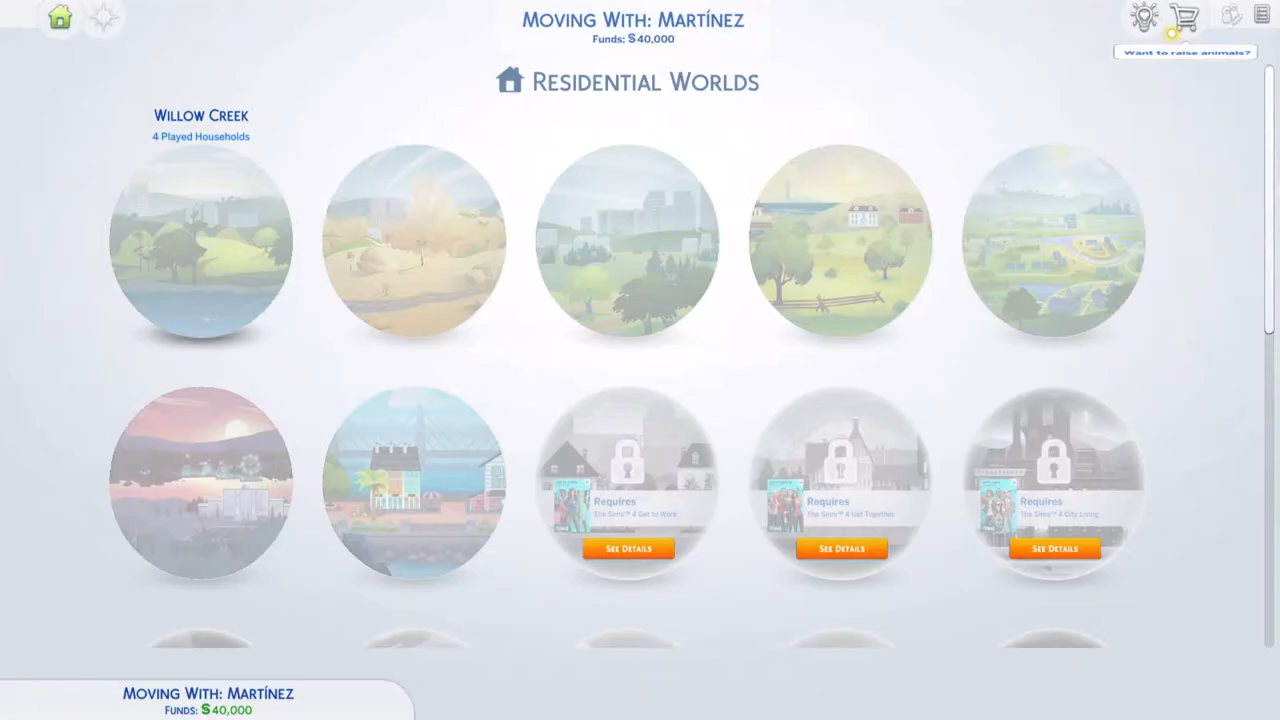 MOVING WITH: MARTÍNEZ
Funds: $40,000
Want to raise animals?
RESIDENTIAL WORLDS
WILLOW CREEK
4 Played Households
Requires
The Sims™ 4 Get to Work
SEE DETAILS
Requires
The Sims™ 4 Get Together
SEE DETAILS
Requires
The Sims™ 4 City Living
SEE DETAILS
MOVING WITH: MARTÍNEZ
FUNDS: $40,000